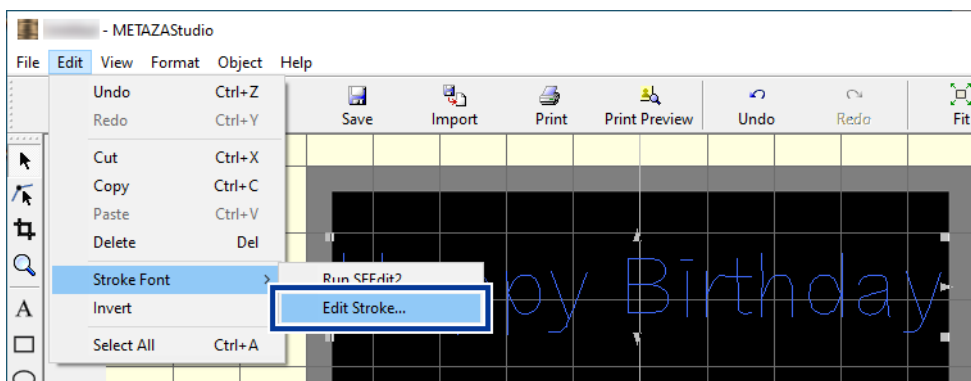 - METAZAStudio
File Edit View Format Object Help
Save Import Print Print Preview Undo Redo Fit
Undo Ctrl+Z
Redo Ctrl+Y
Cut Ctrl+X
Copy Ctrl+C
Paste Ctrl+V
Delete Del
Stroke Font >
Invert
Select All Ctrl+A
Run SFEdit2
Edit Stroke...
A
py Birthday